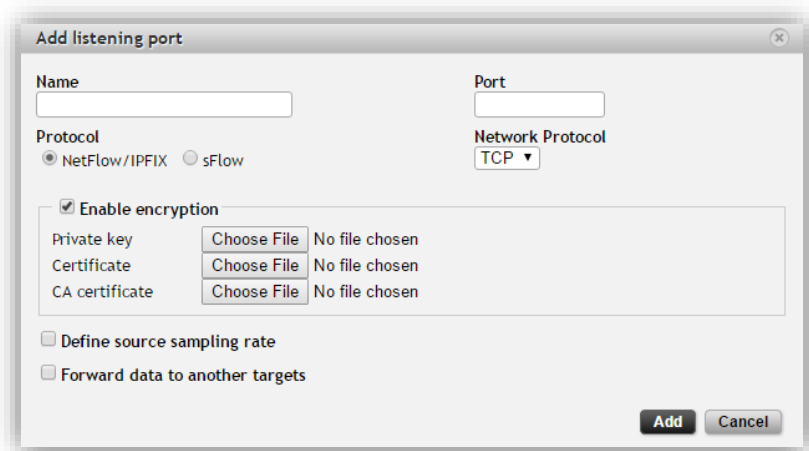 Add listening port
Name Port
Protocol Network Protocol
NetFlow/IPFIX sFlow TCP
Enable encryption
Private key Choose File No file chosen
Certificate Choose File No file chosen
CA certificate Choose File No file chosen
Define source sampling rate
Forward data to another targets
Add Cancel